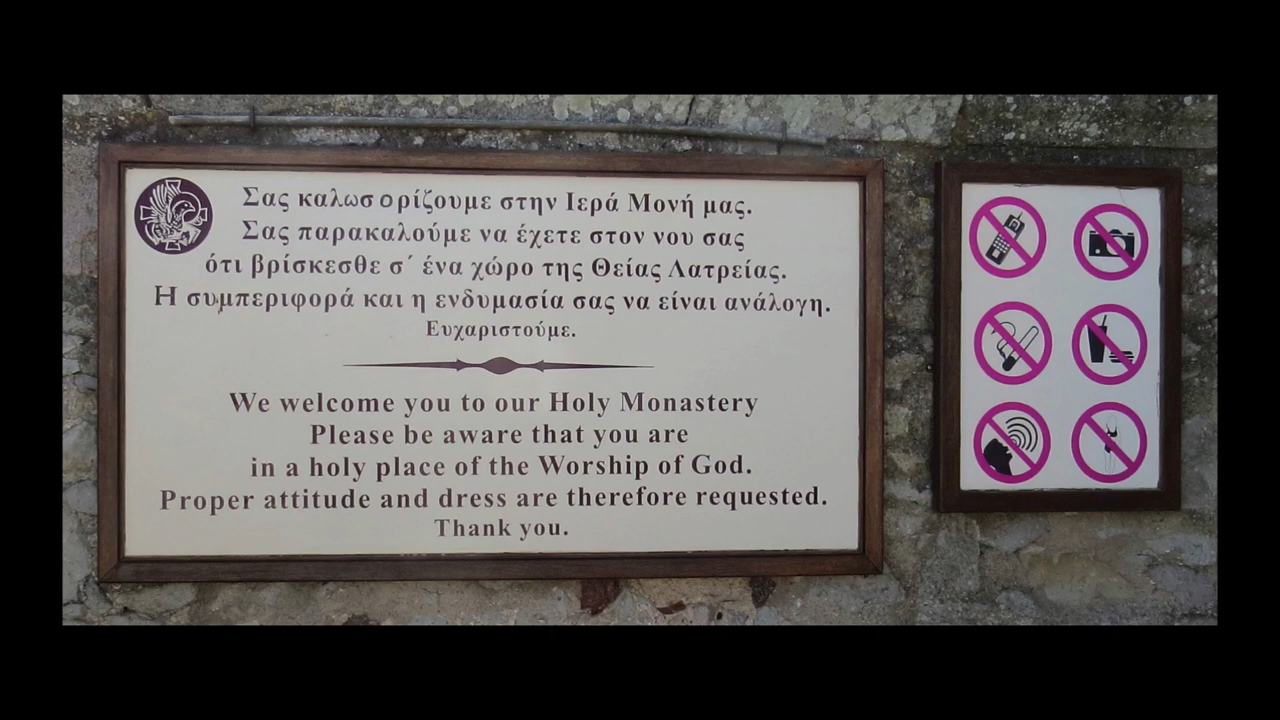 Σας καλωσορίζουμε στην Ιερά Μονή μας.
Σας παρακαλούμε να έχετε στον νου σας
ότι βρίσκεσθε σ΄ ένα χώρο της Θείας Λατρείας.
Η συμπεριφορά και η ενδυμασία σας να είναι ανάλογη.
Ευχαριστούμε.
We welcome you to our Holy Monastery
Please be aware that you are
in a holy place of the Worship of God.
Proper attitude and dress are therefore requested.
Thank you.